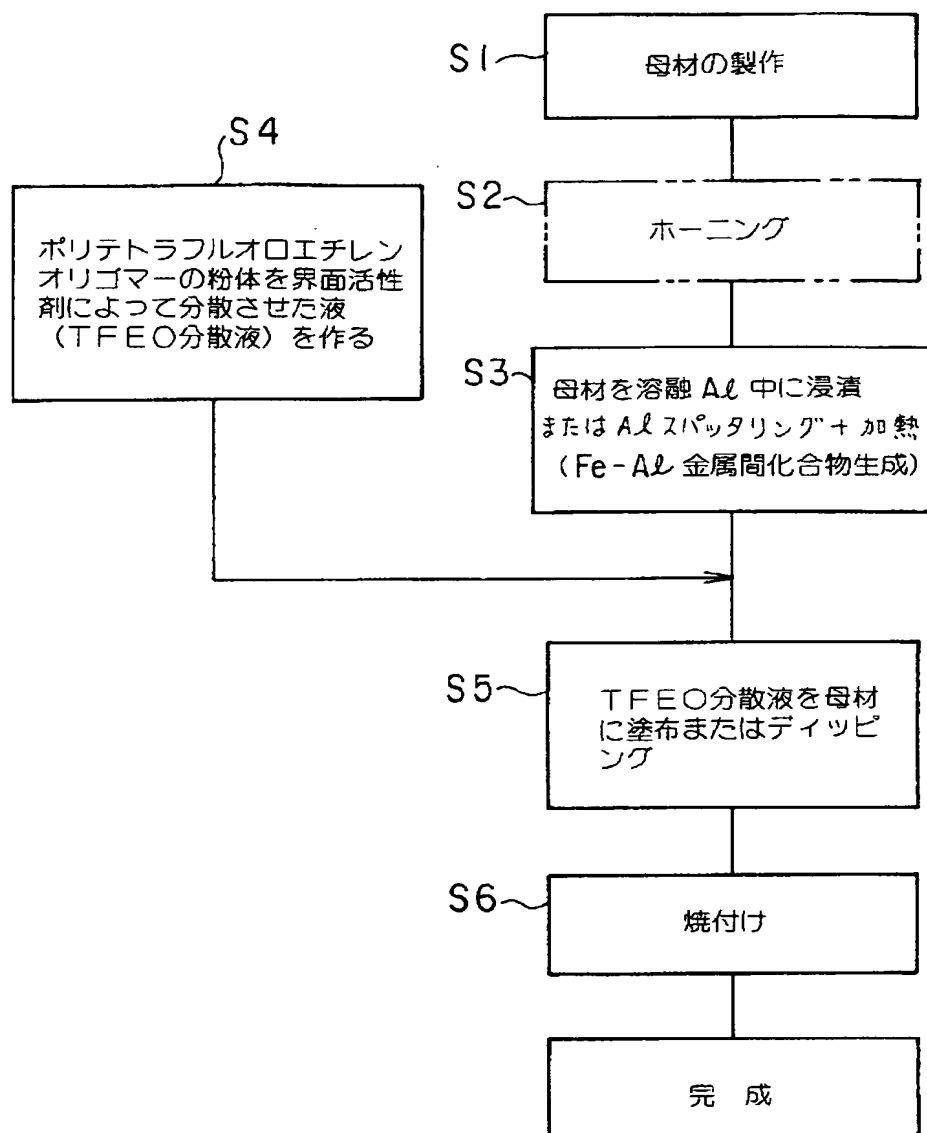 S1
母材の製作
S4
S2
ホーニング
ポリテトラフルオロエチレン
オリゴマーの粉体を界面活性
剤によって分散させた液
(TFEO分散液)を作る
S3
母材を溶融Al中に浸漬
またはAlスパッタリング+加熱
(Fe-Al金属間化合物生成)
S5
TFEO分散液を母材
に塗布またはディッピ
ング
S6
焼付け
完 成